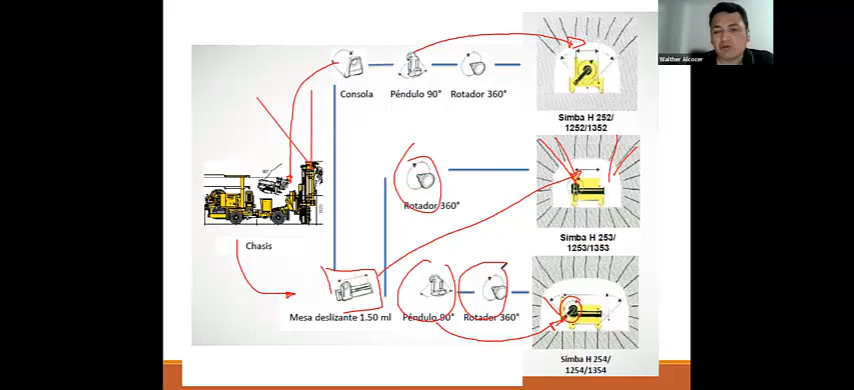 Walther Alcocer
Consola
Péndulo 90°
Rotador 360°
Simba H 252/
1252/1352
90°
Rotador 360°
Chasis
Simba H 253/
1253/1353
Mesa deslizante 1.50 ml
Péndulo 90°
Rotador 360°
Simba H 254/
1254/1354